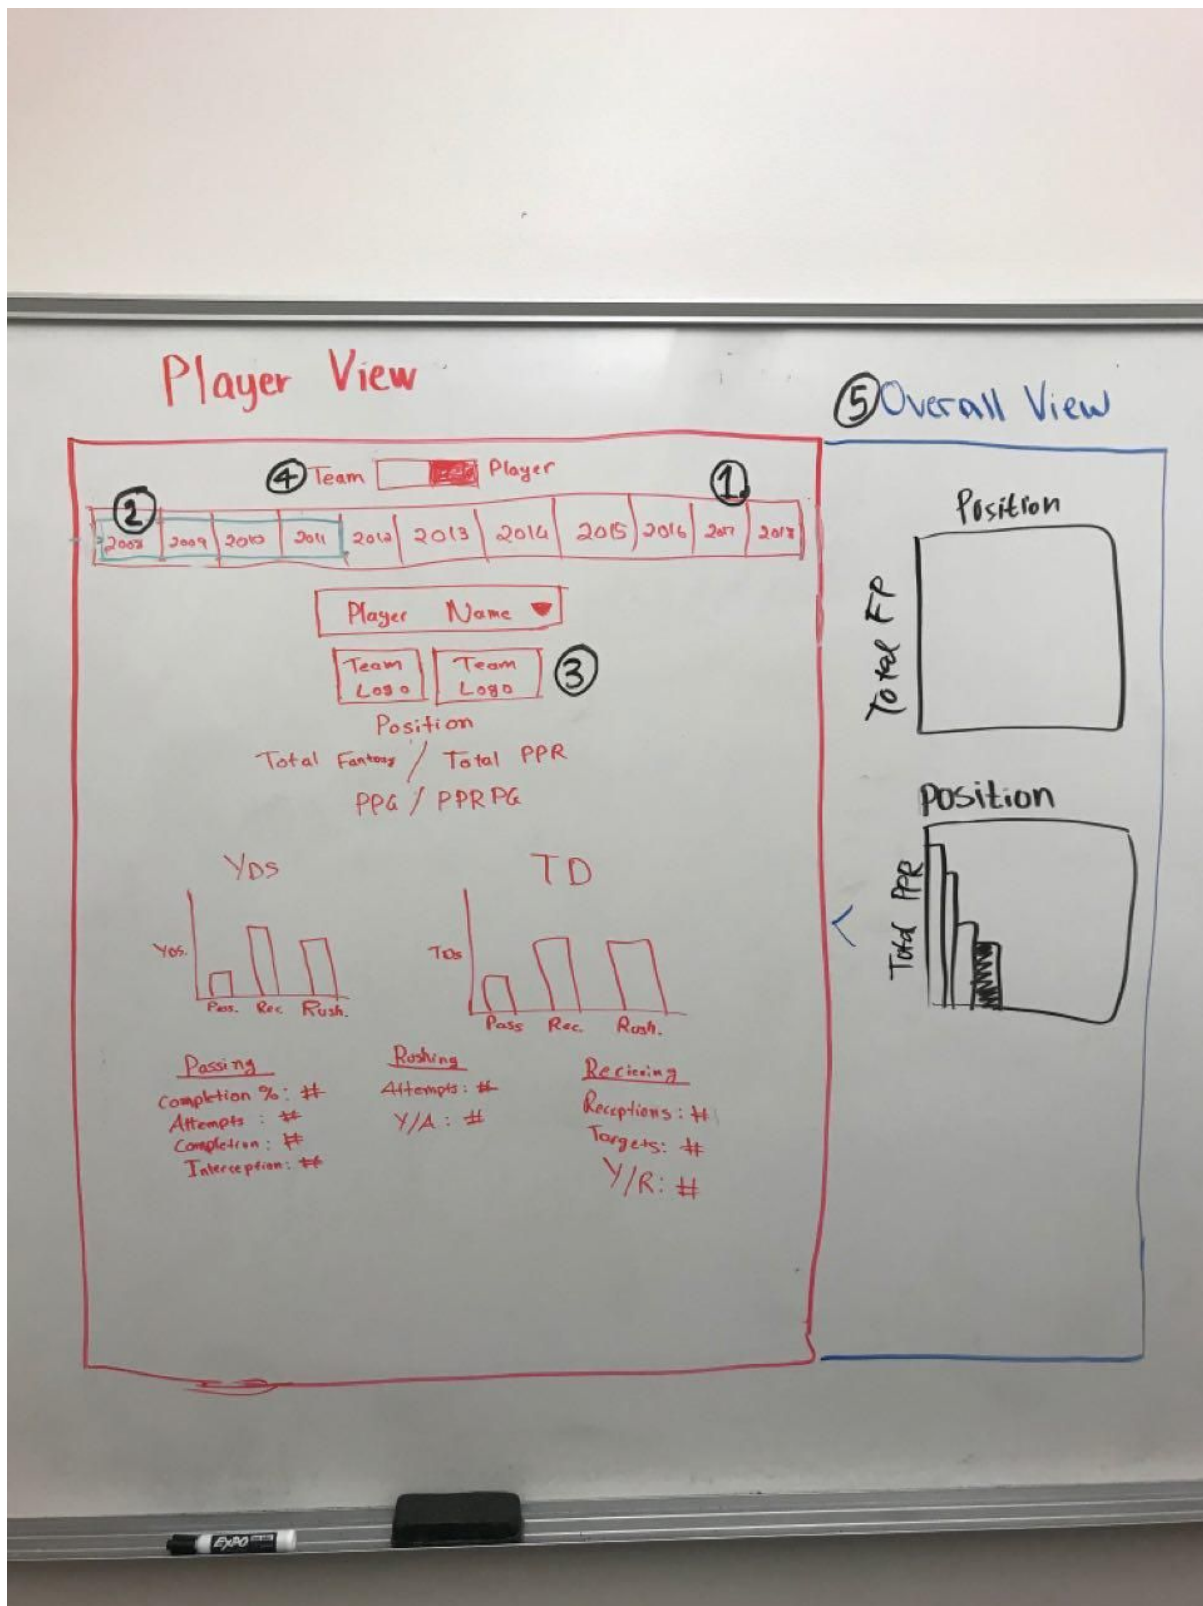 Player View
⑤ Overall View
④ Team Player
① 
②
2008 2009 2010 2011 2012 2013 2014 2015 2016 2017 2018
Player Name
Team Logo
Team Logo
③
Position
Total Fantasy / Total PPR
PPG / PPRPG
YDS
YDS.
Pass. Rec Rush.
TD
TDs
Pass Rec. Rush.
Passing
Completion %: #
Attempts : #
Completion: #
Interception: #
Rushing
Attempts: #
Y/A: #
Recieving
Receptions: #
Targets: #
Y/R: #
Position
Total FP
Position
Total PPR
<
EXPO